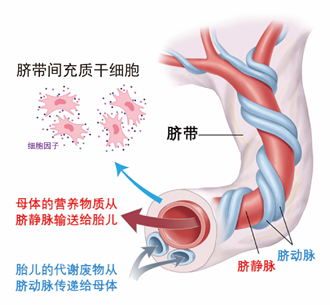 脐带间充质干细胞
细胞因子
脐带
母体的营养物质从
脐静脉输送给胎儿
脐静脉
脐动脉
胎儿的代谢废物从
脐动脉传递给母体